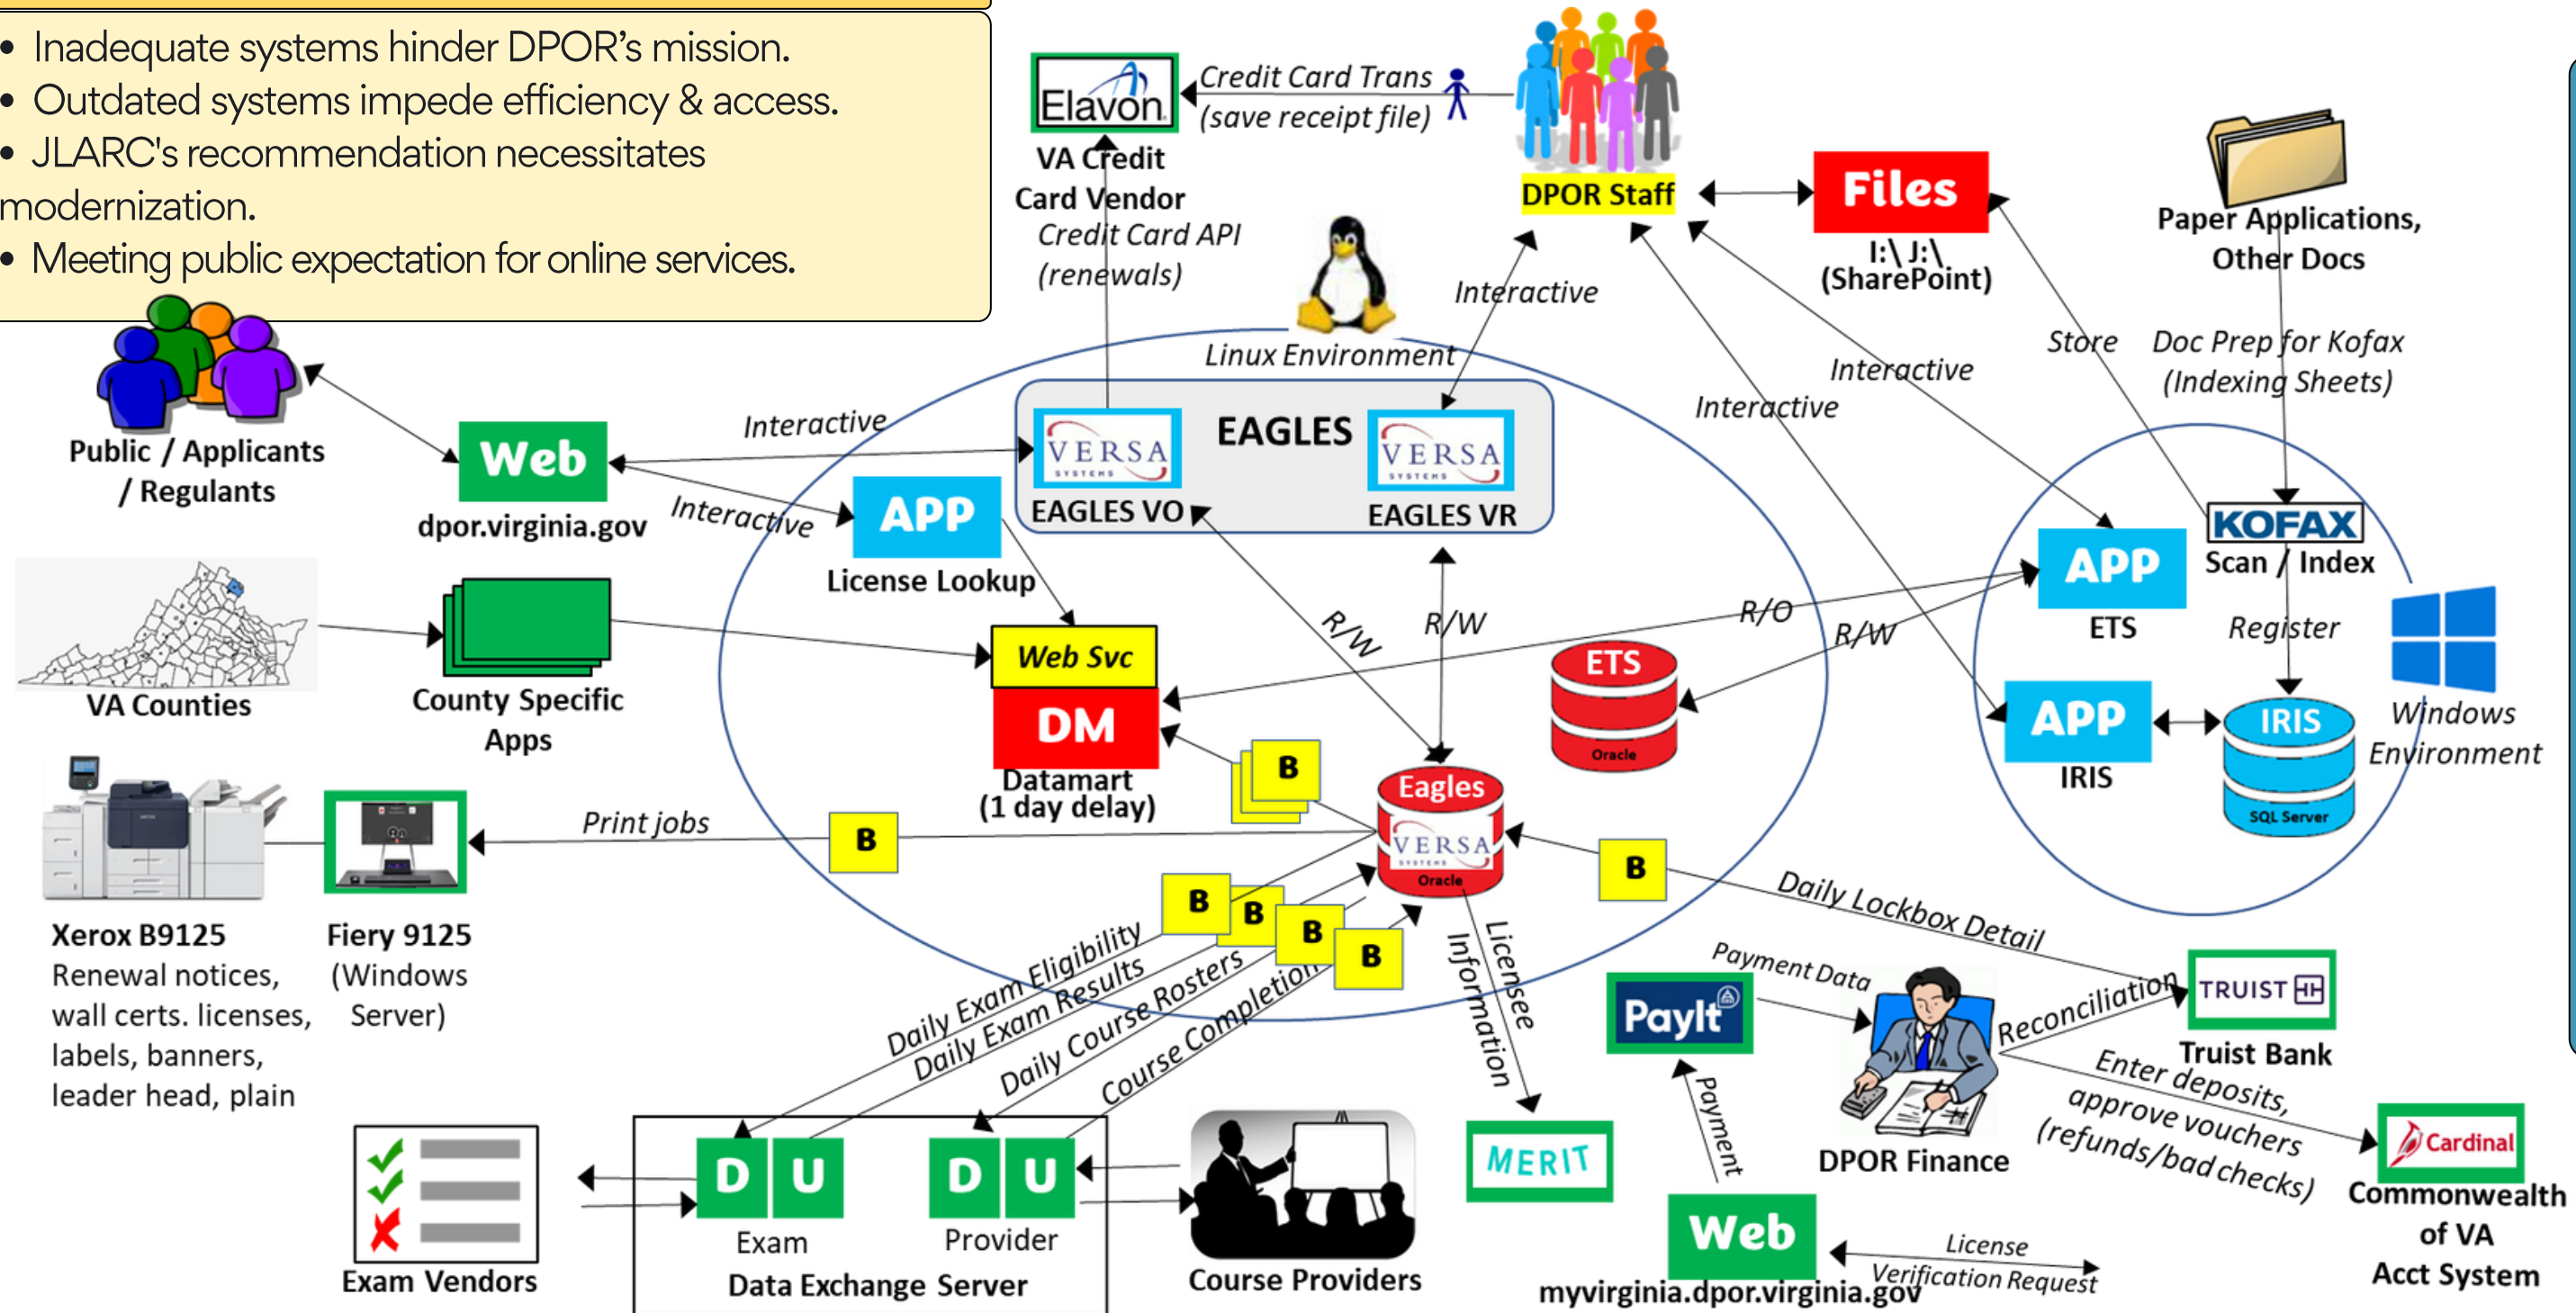 • Inadequate systems hinder DPOR’s mission.
• Outdated systems impede efficiency & access.
• JLARC's recommendation necessitates
modernization.
• Meeting public expectation for online services.
Elavon
VA Credit
Card Vendor
Credit Card Trans
(save receipt file)
Credit Card API
(renewals)
DPOR Staff
Files
I:\ J:\
(SharePoint)
Paper Applications,
Other Docs
Interactive
Interactive
Interactive
Store
Doc Prep for Kofax
(Indexing Sheets)
Linux Environment
Public / Applicants
/ Regulants
Web
dpor.virginia.gov
Interactive
Interactive
VERSA
SYSTEMS
EAGLES VO
EAGLES
VERSA
SYSTEMS
EAGLES VR
APP
License Lookup
KOFAX
Scan / Index
APP
ETS
Register
VA Counties
County Specific
Apps
Web Svc
DM
Datamart
(1 day delay)
R/W
R/W
R/O
R/W
ETS
Oracle
APP
IRIS
IRIS
SQL Server
Windows
Environment
B
Eagles
VERSA
SYSTEMS
Oracle
Print jobs
B
B
Daily Lockbox Detail
Xerox B9125
Renewal notices,
wall certs. licenses,
labels, banners,
leader head, plain
Fiery 9125
(Windows
Server)
B
B
B
B
Daily Exam Eligibility
Daily Exam Results
Daily Course Rosters
Course Completion
Licensee
Information
PayIt
Payment Data
Reconciliation
TRUIST
Truist Bank
Enter deposits,
approve vouchers
(refunds/bad checks)
DPOR Finance
Payment
MERIT
Cardinal
Commonwealth
of VA
Acct System
Exam Vendors
D U
Exam
D U
Provider
Data Exchange Server
Course Providers
Web
myvirginia.dpor.virginia.gov
License
Verification Request